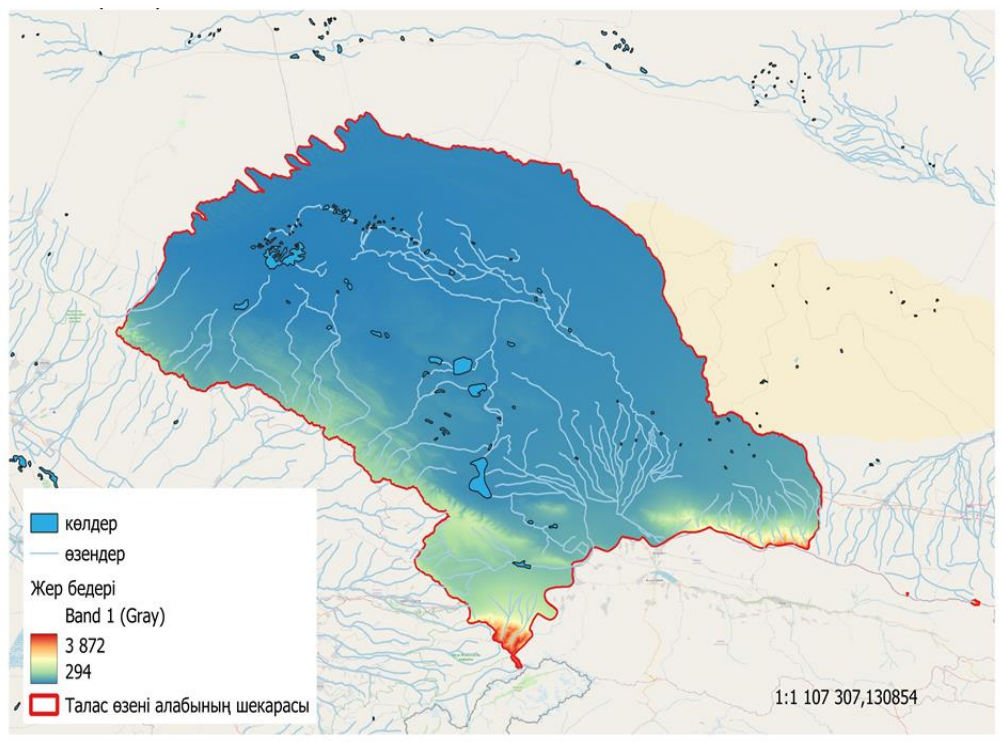 көлдер
өзендер
Жер бедері
Band 1 (Gray)
3 872
294
Талас өзені алабының шекарасы
1:1 107 307,130854